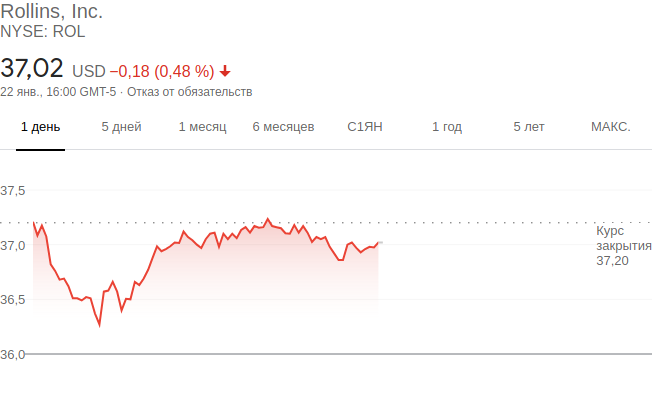 Rollins, Inc.
NYSE: ROL
37,02 USD −0,18 (0,48 %)
22 янв., 16:00 GMT-5 · Отказ от обязательств
1 день 5 дней 1 месяц 6 месяцев С1ЯН 1 год 5 лет МАКС.
37,5
Курс
закрытия
37,20
37,0
36,5
36,0